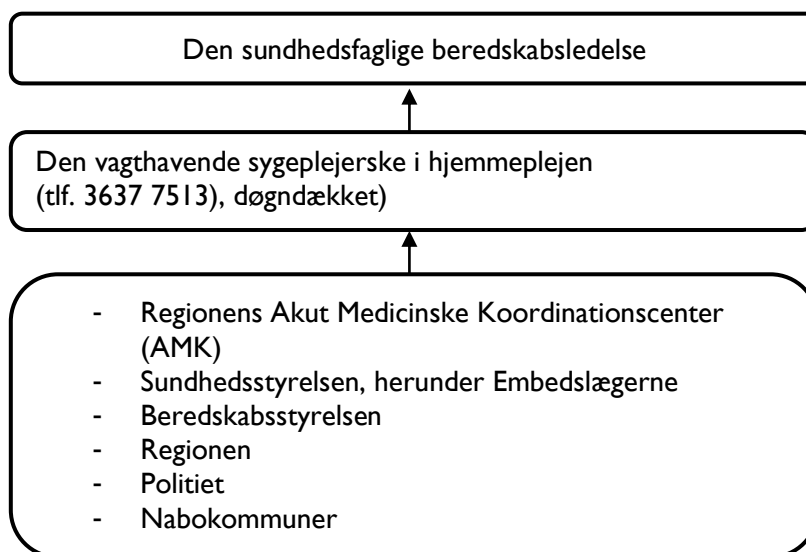 Den sundhedsfaglige beredskabsledelse
Den vagthavende sygeplejerske i hjemmeplejen
(tlf. 3637 7513), døgndækket)
- Regionens Akut Medicinske Koordinationscenter
(AMK)
- Sundhedsstyrelsen, herunder Embedslægerne
- Beredskabsstyrelsen
- Regionen
- Politiet
- Nabokommuner